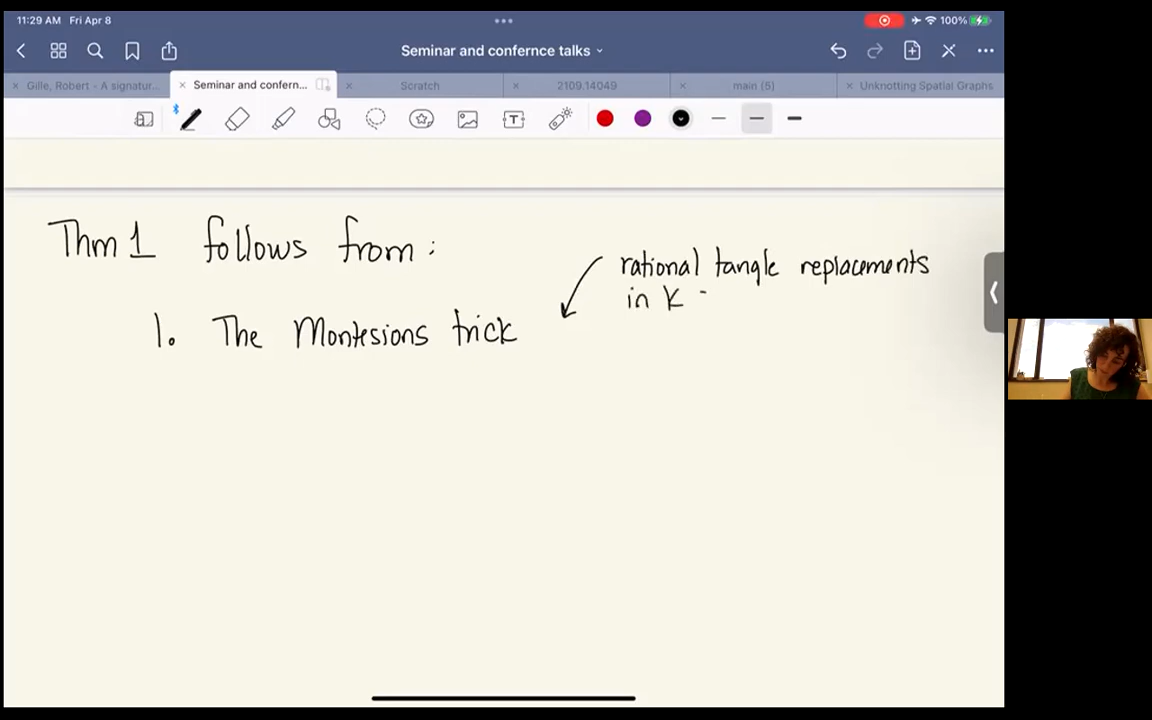 11:29 AM Fri Apr 8
100%
Seminar and confernce talks
Gille, Robert - A signatur...
Seminar and confern...
Scratch
2109.14049
main (5)
Unknotting Spatial Graphs
Thm 1 follows from:
rational tangle replacements
in K -
1. The Montesions trick